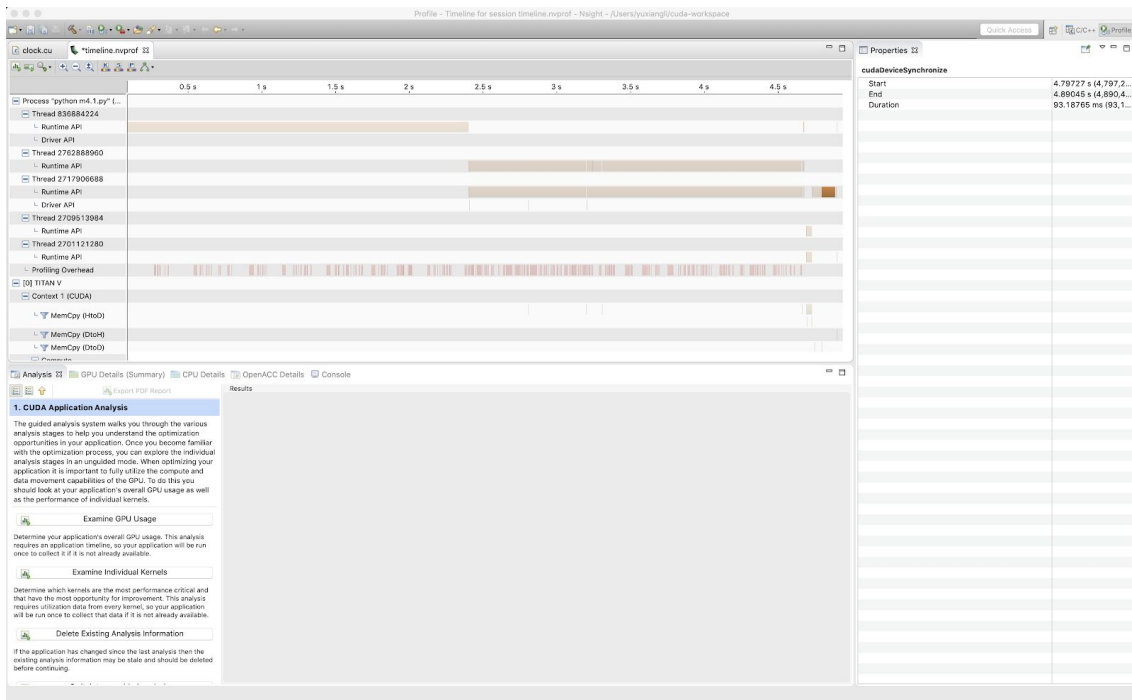 Profile - Timeline for session timeline.nvprof - Nsight - /Users/yuxiangli/cuda-workspace
Quick Access
C/C++
Profile
clock.cu
*timeline.nvprof
0.5 s
1 s
1.5 s
2 s
2.5 s
3 s
3.5 s
4 s
4.5 s
Process "python m4.1.py" (...
Thread 836884224
Runtime API
Driver API
Thread 2762888960
Runtime API
Thread 2717906688
Runtime API
Driver API
Thread 2709513984
Runtime API
Thread 2701121280
Runtime API
Profiling Overhead
[0] TITAN V
Context 1 (CUDA)
MemCpy (HtoD)
MemCpy (DtoH)
MemCpy (DtoD)
Compute
Properties
cudaDeviceSynchronize
Start 4.79727 s (4,797,2...
End 4.89045 s (4,890,4...
Duration 93.18765 ms (93,1...
Analysis
GPU Details (Summary)
CPU Details
OpenACC Details
Console
Export PDF Report
Results
1. CUDA Application Analysis
The guided analysis system walks you through the various
analysis stages to help you understand the optimization
opportunities in your application. Once you become familiar
with the optimization process, you can explore the individual
analysis stages in an unguided mode. When optimizing your
application it is important to fully utilize the compute and
data movement capabilities of the GPU. To do this you
should look at your application's overall GPU usage as well
as the performance of individual kernels.
Examine GPU Usage
Determine your application's overall GPU usage. This analysis
requires an application timeline, so your application will be run
once to collect it if it is not already available.
Examine Individual Kernels
Determine which kernels are the most performance critical and
that have the most opportunity for improvement. This analysis
requires utilization data from every kernel, so your application
will be run once to collect that data if it is not already available.
Delete Existing Analysis Information
If the application has changed since the last analysis then the
existing analysis information may be stale and should be deleted
before continuing.